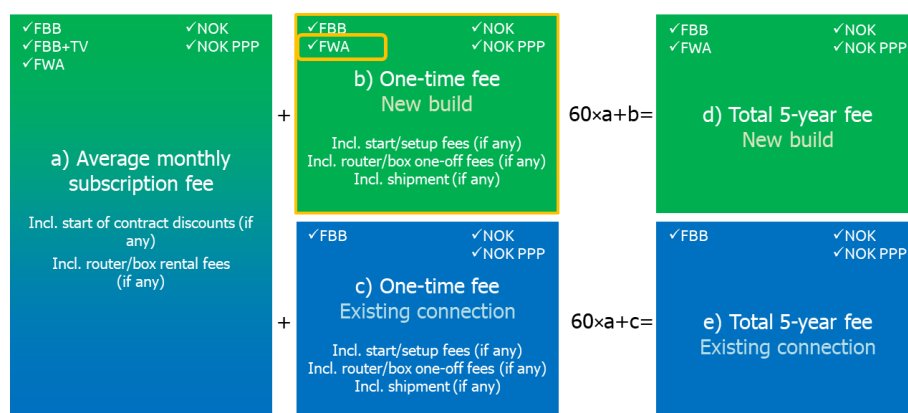 ✓FBB
✓FBB+TV
✓FWA
✓NOK
✓NOK PPP
a) Average monthly
subscription fee
Incl. start of contract discounts (if
any)
Incl. router/box rental fees
(if any)
+
✓FBB
✓FWA
✓NOK
✓NOK PPP
b) One-time fee
New build
Incl. start/setup fees (if any)
Incl. router/box one-off fees (if any)
Incl. shipment (if any)
60×a+b=
✓FBB
✓FWA
✓NOK
✓NOK PPP
d) Total 5-year fee
New build
+
✓FBB
✓NOK
✓NOK PPP
c) One-time fee
Existing connection
Incl. start/setup fees (if any)
Incl. router/box one-off fees (if any)
Incl. shipment (if any)
60×a+c=
✓FBB
✓NOK
✓NOK PPP
e) Total 5-year fee
Existing connection